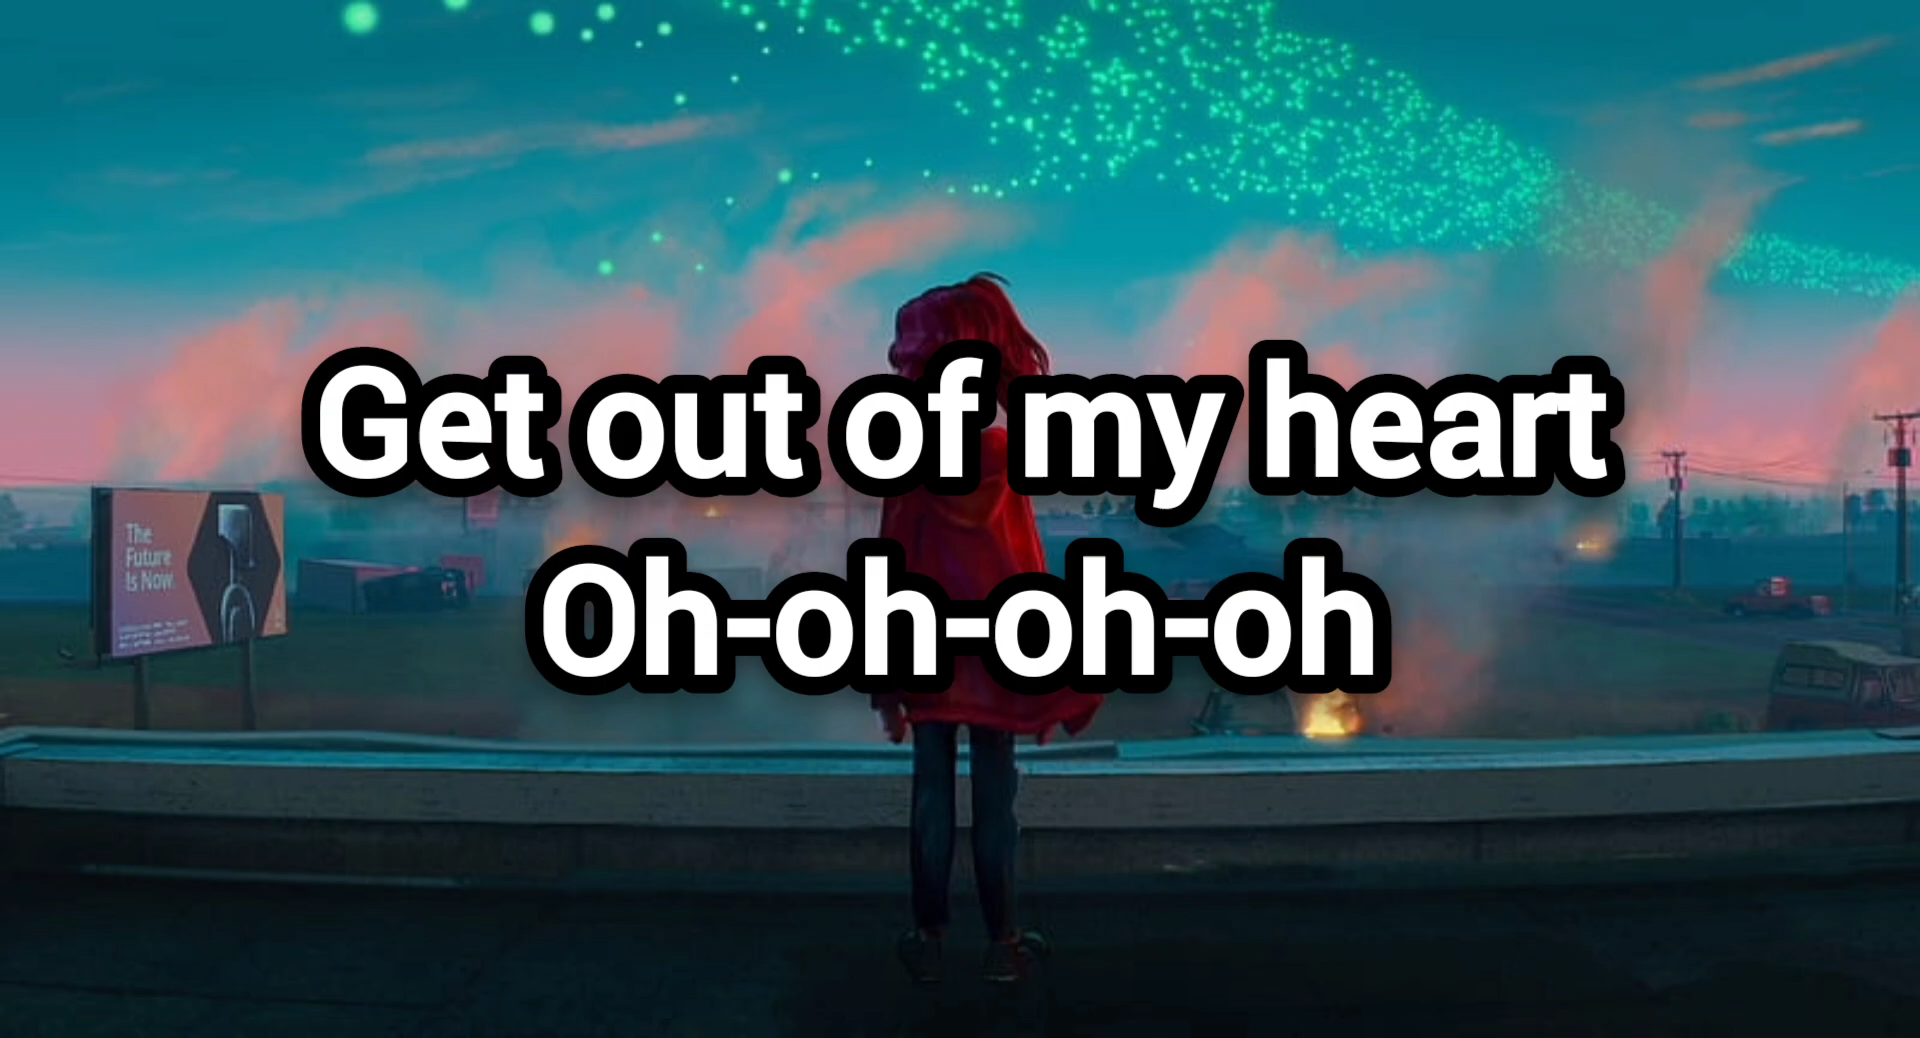 Get out of my heart
Oh-oh-oh-oh
The
Future
Is Now